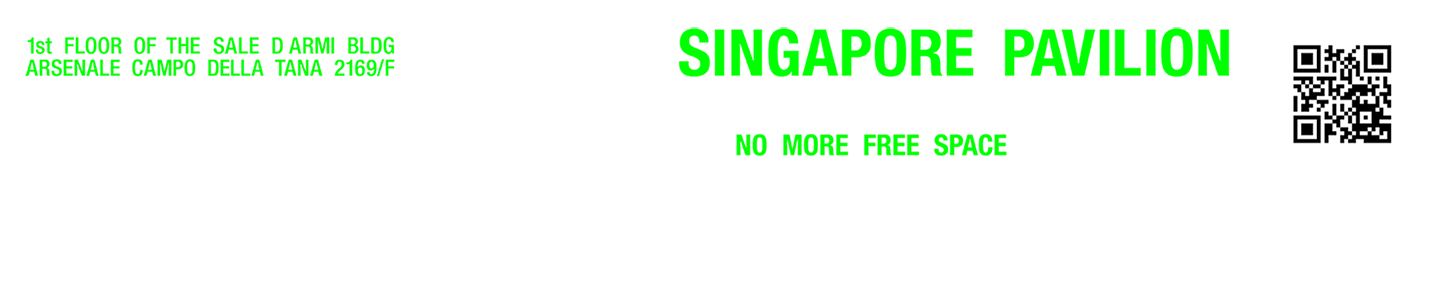 1st FLOOR OF THE SALE D ARMI BLDG
ARSENALE CAMPO DELLA TANA 2169/F
SINGAPORE PAVILION
NO MORE FREE SPACE